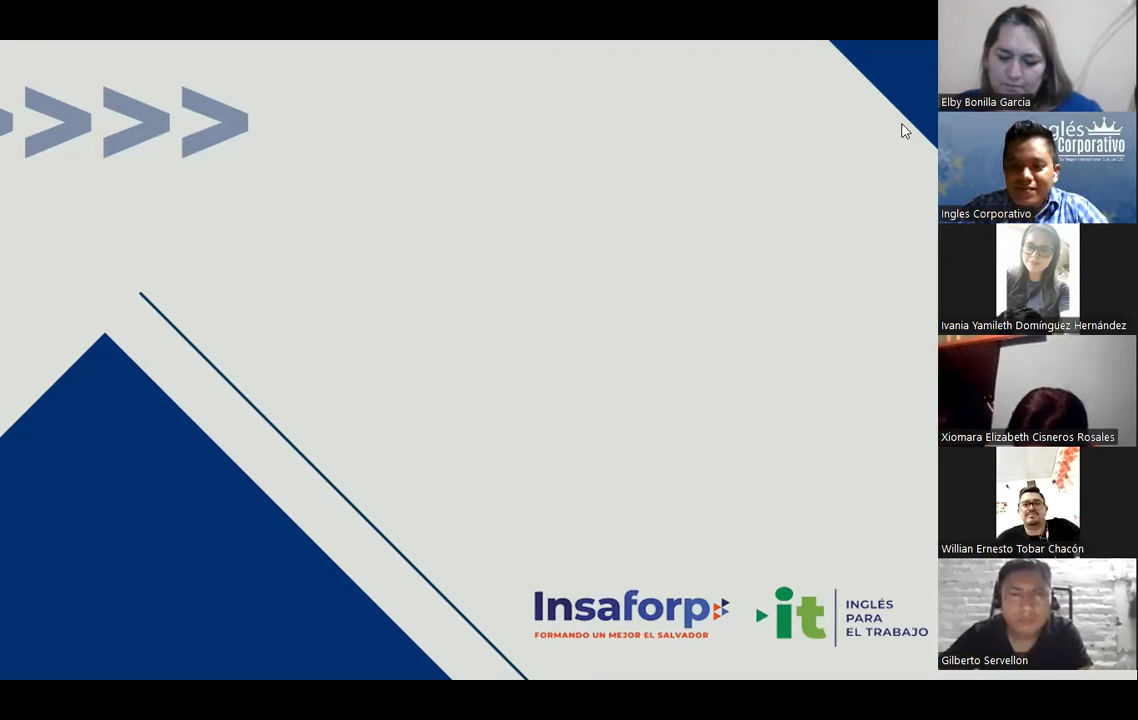 Insaforp
FORMANDO UN MEJOR EL SALVADOR
it
INGLÉS
PARA
EL TRABAJO
Elby Bonilla Garcia
glés
Corporativo
Ingles Corporativo
Ivania Yamileth Domínguez Hernández
Xiomara Elizabeth Cisneros Rosales
Willian Ernesto Tobar Chacón
Gilberto Servellon